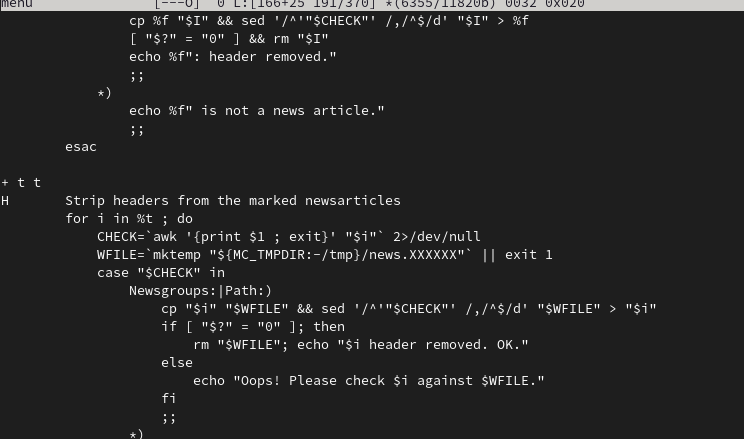 menu [---O] 0 L:[166+25 191/370] *(6355/11820b) 0032 0x020
cp %f "$I" && sed '/^'"$CHECK"' /,/^$/d' "$I" > %f
[ "$?" = "0" ] && rm "$I"
echo %f": header removed."
;;
*)
echo %f" is not a news article."
;;
esac
+ t t
H Strip headers from the marked newsarticles
for i in %t ; do
CHECK=`awk '{print $1 ; exit}' "$i"` 2>/dev/null
WFILE=`mktemp "${MC_TMPDIR:-/tmp}/news.XXXXXX"` || exit 1
case "$CHECK" in
Newsgroups:|Path:)
cp "$i" "$WFILE" && sed '/^'"$CHECK"' /,/^$/d' "$WFILE" > "$i"
if [ "$?" = "0" ]; then
rm "$WFILE"; echo "$i header removed. OK."
else
echo "Oops! Please check $i against $WFILE."
fi
;;
*)